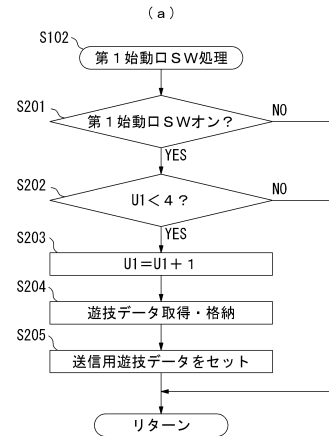 (a)
S102
第１始動口ＳＷ処理
S201
第１始動口ＳＷオン？
NO
YES
S202
U1＜４？
NO
YES
S203
U1＝U1＋１
S204
遊技データ取得・格納
S205
送信用遊技データをセット
リターン